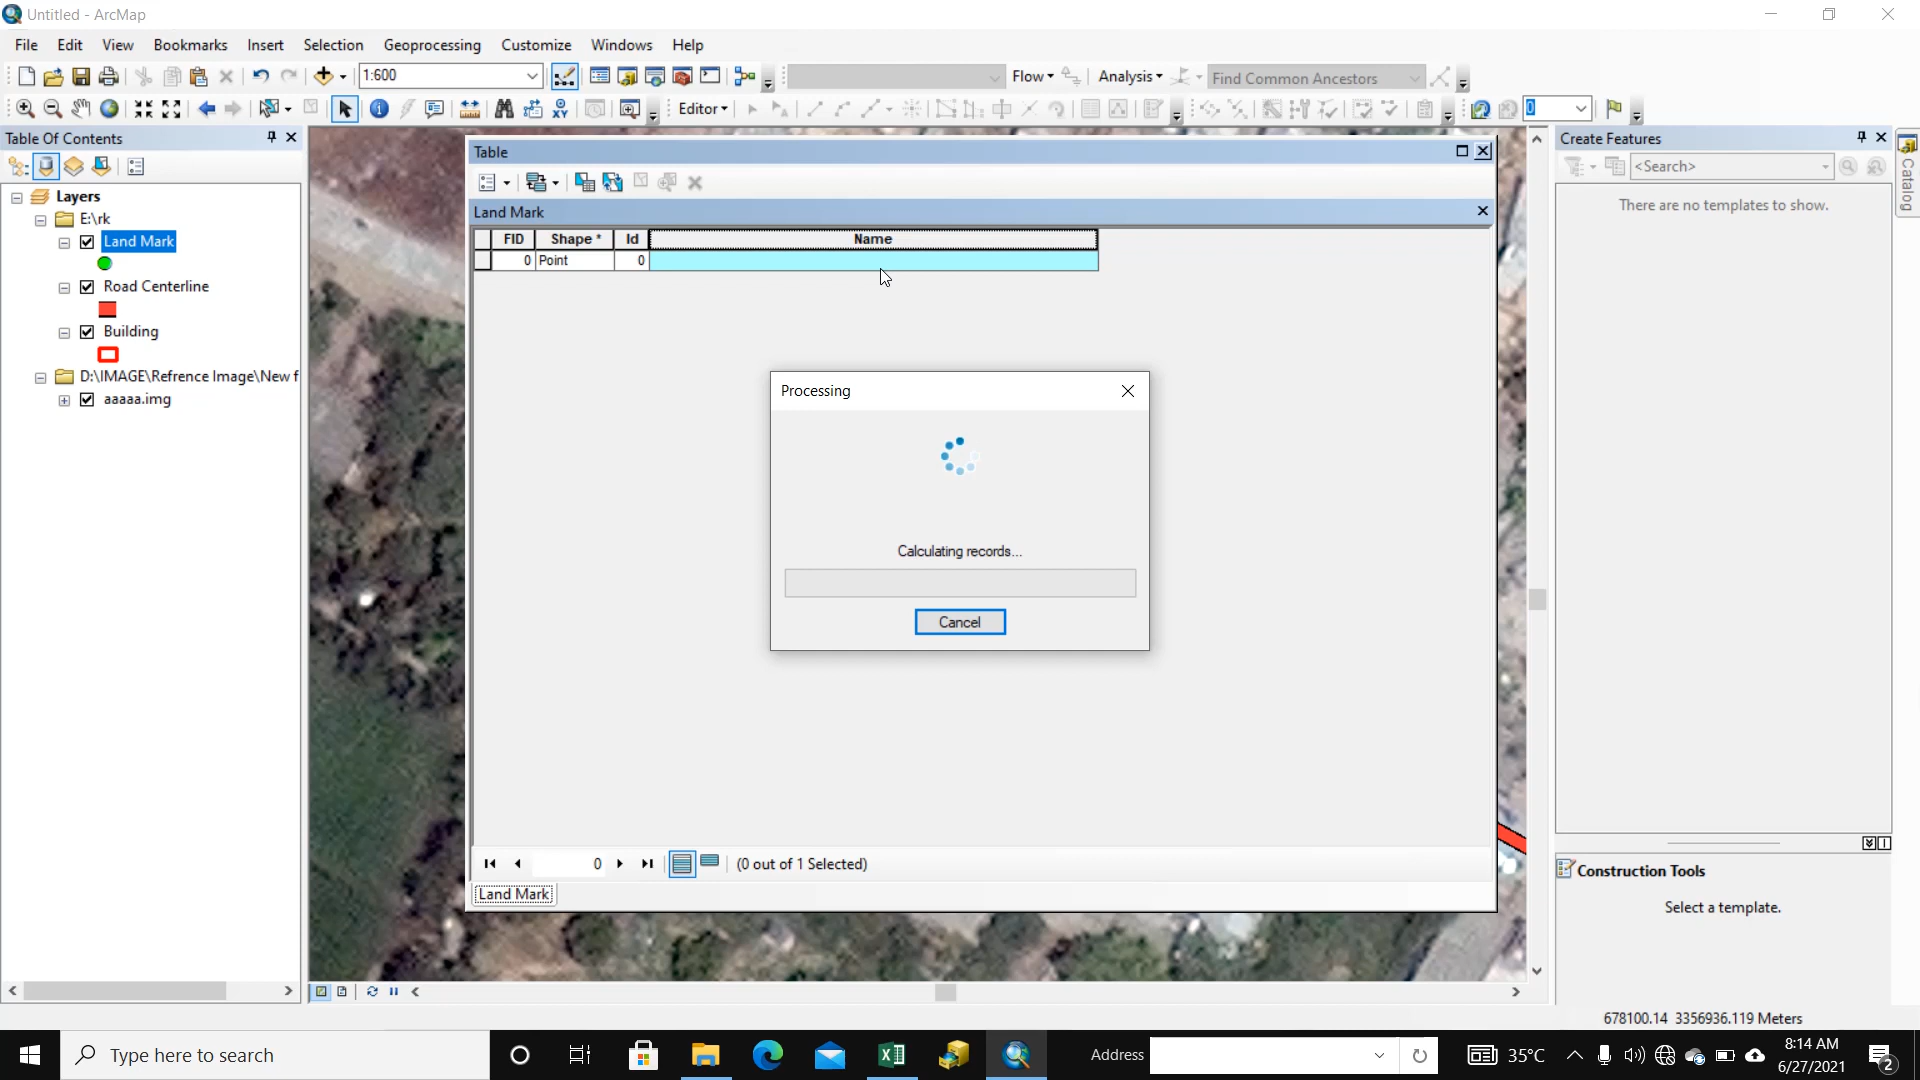 Untitled - ArcMap
File Edit View Bookmarks Insert Selection Geoprocessing Customize Windows Help
1:600 Flow Analysis Find Common Ancestors
Editor 0
Table Of Contents
Layers
E:\rk
Land Mark
Road Centerline
Building
D:\IMAGE\Refrence Image\New f
aaaaa.img
Table
Land Mark
FID Shape * Id Name
0 Point 0
Processing
Calculating records...
Cancel
0 (0 out of 1 Selected)
Land Mark
Create Features
<Search>
There are no templates to show.
Catalog
Construction Tools
Select a template.
678100.14 3356936.119 Meters
Type here to search
Address
35°C
8:14 AM
6/27/2021
2